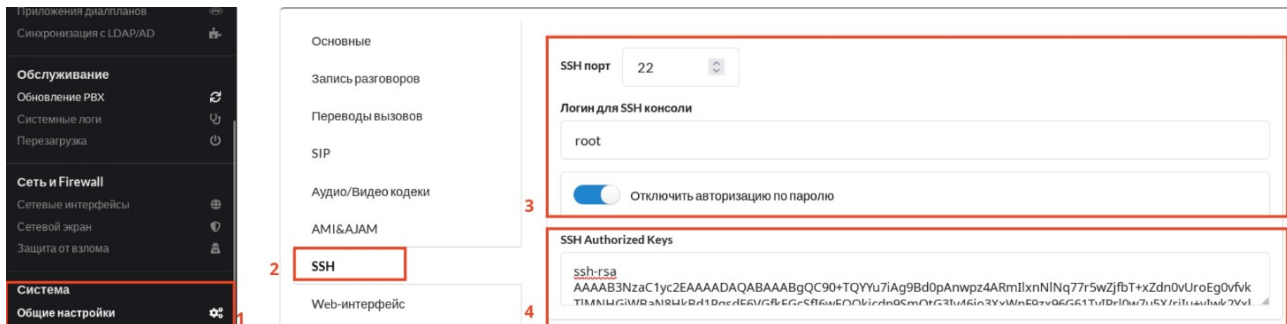 Приложения диалпланов
Синхронизация с LDAP/AD
Обслуживание
Обновление PBX
Системные логи
Перезагрузка
Сеть и Firewall
Сетевые интерфейсы
Сетевой экран
Защита от взлома
Система
Общие настройки
1
Основные
Запись разговоров
Переводы вызовов
SIP
Аудио/Видео кодеки
AMI&AJAM
2
SSH
Web-интерфейс
3
SSH порт
22
Логин для SSH консоли
root
Отключить авторизацию по паролю
4
SSH Authorized Keys
ssh-rsa
AAAAB3NzaC1yc2EAAAADAQABAAABgQC90+TQYYu7iAg9Bd0pAnwpz4ARmIlxnNlNq77r5wZjfbT+xZdn0vUroEg0vfvk